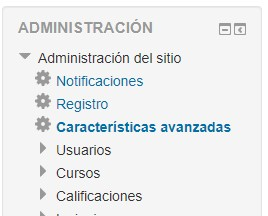 ADMINISTRACIÓN
Administración del sitio
Notificaciones
Registro
Características avanzadas
Usuarios
Cursos
Calificaciones